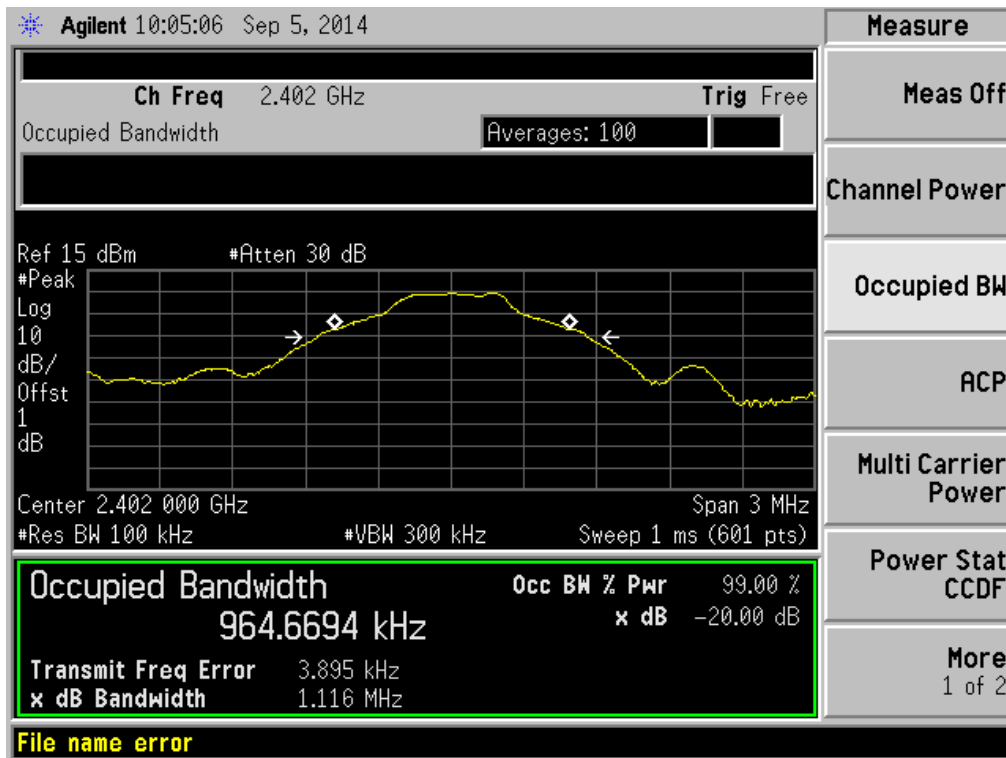 Agilent 10:05:06 Sep 5, 2014
Measure
Ch Freq 2.402 GHz
Trig Free
Occupied Bandwidth
Averages: 100
Meas Off
Channel Power
Occupied BW
ACP
Multi Carrier
Power
Power Stat
CCDF
More
1 of 2
Ref 15 dBm
#Atten 30 dB
#Peak
Log
10
dB/
Offst
1
dB
Center 2.402 000 GHz
Span 3 MHz
#Res BW 100 kHz
#VBW 300 kHz
Sweep 1 ms (601 pts)
Occupied Bandwidth
964.6694 kHz
Occ BW % Pwr 99.00 %
x dB -20.00 dB
Transmit Freq Error 3.895 kHz
x dB Bandwidth 1.116 MHz
File name error